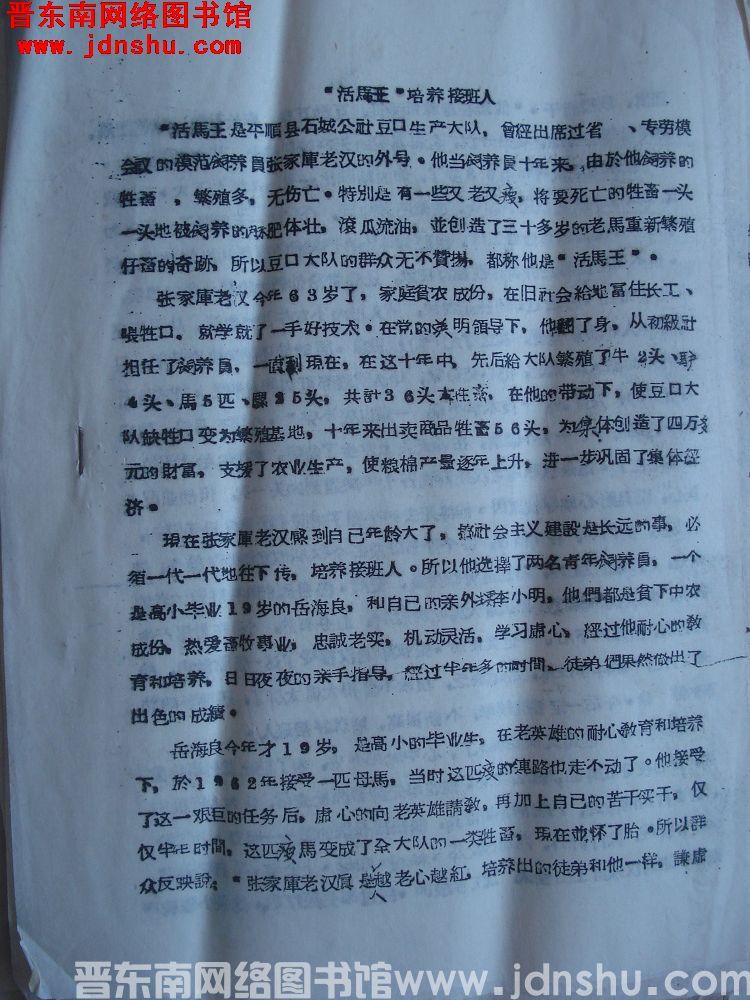 晋东南网络图书馆
www.jdnshu.com
“活馬王”培养接班人
“活馬王是平順县石城公社豆口生产大队，曾經出席过省　、专劳模
会议的模范飼养員張家庫老汉的外号。他当飼养員十年来，由於他飼养的
牲畜，繁殖多，无伤亡。特別是有一些又老又瘦，将要死亡的牲畜一头
一头地被飼养的膘肥体壮，滾瓜流油，並创造了三十多岁的老馬重新繁殖
仔畜的奇跡，所以豆口大队的群众无不贊揚，都称他是“活馬王”。
張家庫老汉今年63岁了，家庭貧农成份，在旧社会給地富住长工、
喂牲口，就学就了一手好技术。在党的英明領导下，他翻了身，从初級社
担任了飼养員，一直到現在，在这十年中，先后給大队繁殖了牛2头、驴
4头、馬5匹、騾25头，共計36头大牲畜，在他的带动下，使豆口大
队缺牲口变为繁殖基地，十年来出卖商品牲畜56头，为集体创造了四万多
元的財富，支援了农业生产，使粮棉产量逐年上升，进一步巩固了集体經
济。
現在张家庫老汉感到自己年龄大了，搞社会主义建設是长远的事，必
須一代一代地往下传，培养接班人。所以他选擇了两名青年飼养員，一个
是高小毕业19岁的岳海良，和自己的亲外甥李小明，他們都是貧下中农
成份，热爱畜牧事业，忠誠老实，机动灵活，学习虚心，經过他耐心的教
育和培养，日日夜夜的亲手指导，經过半年多的时間，徒弟們果然做出了
出色的成績。
岳海良今年才19岁，是高小的毕业生，在老英雄的耐心教育和培养
下，於1962年接受一匹母馬，当时这匹瘦的連路也走不动了。他接受
了这一艰巨的任务后，虚心的向老英雄請教，再加上自己的苦干实干，仅
仅半年时間，这匹瘦馬变成了全大队的一类牲畜，現在並怀了胎。所以群
众反映說：“张家庫老汉真是越老心越紅，培养出的徒弟和他一样，謙虚
晋东南网络图书馆www.jdnshu.com